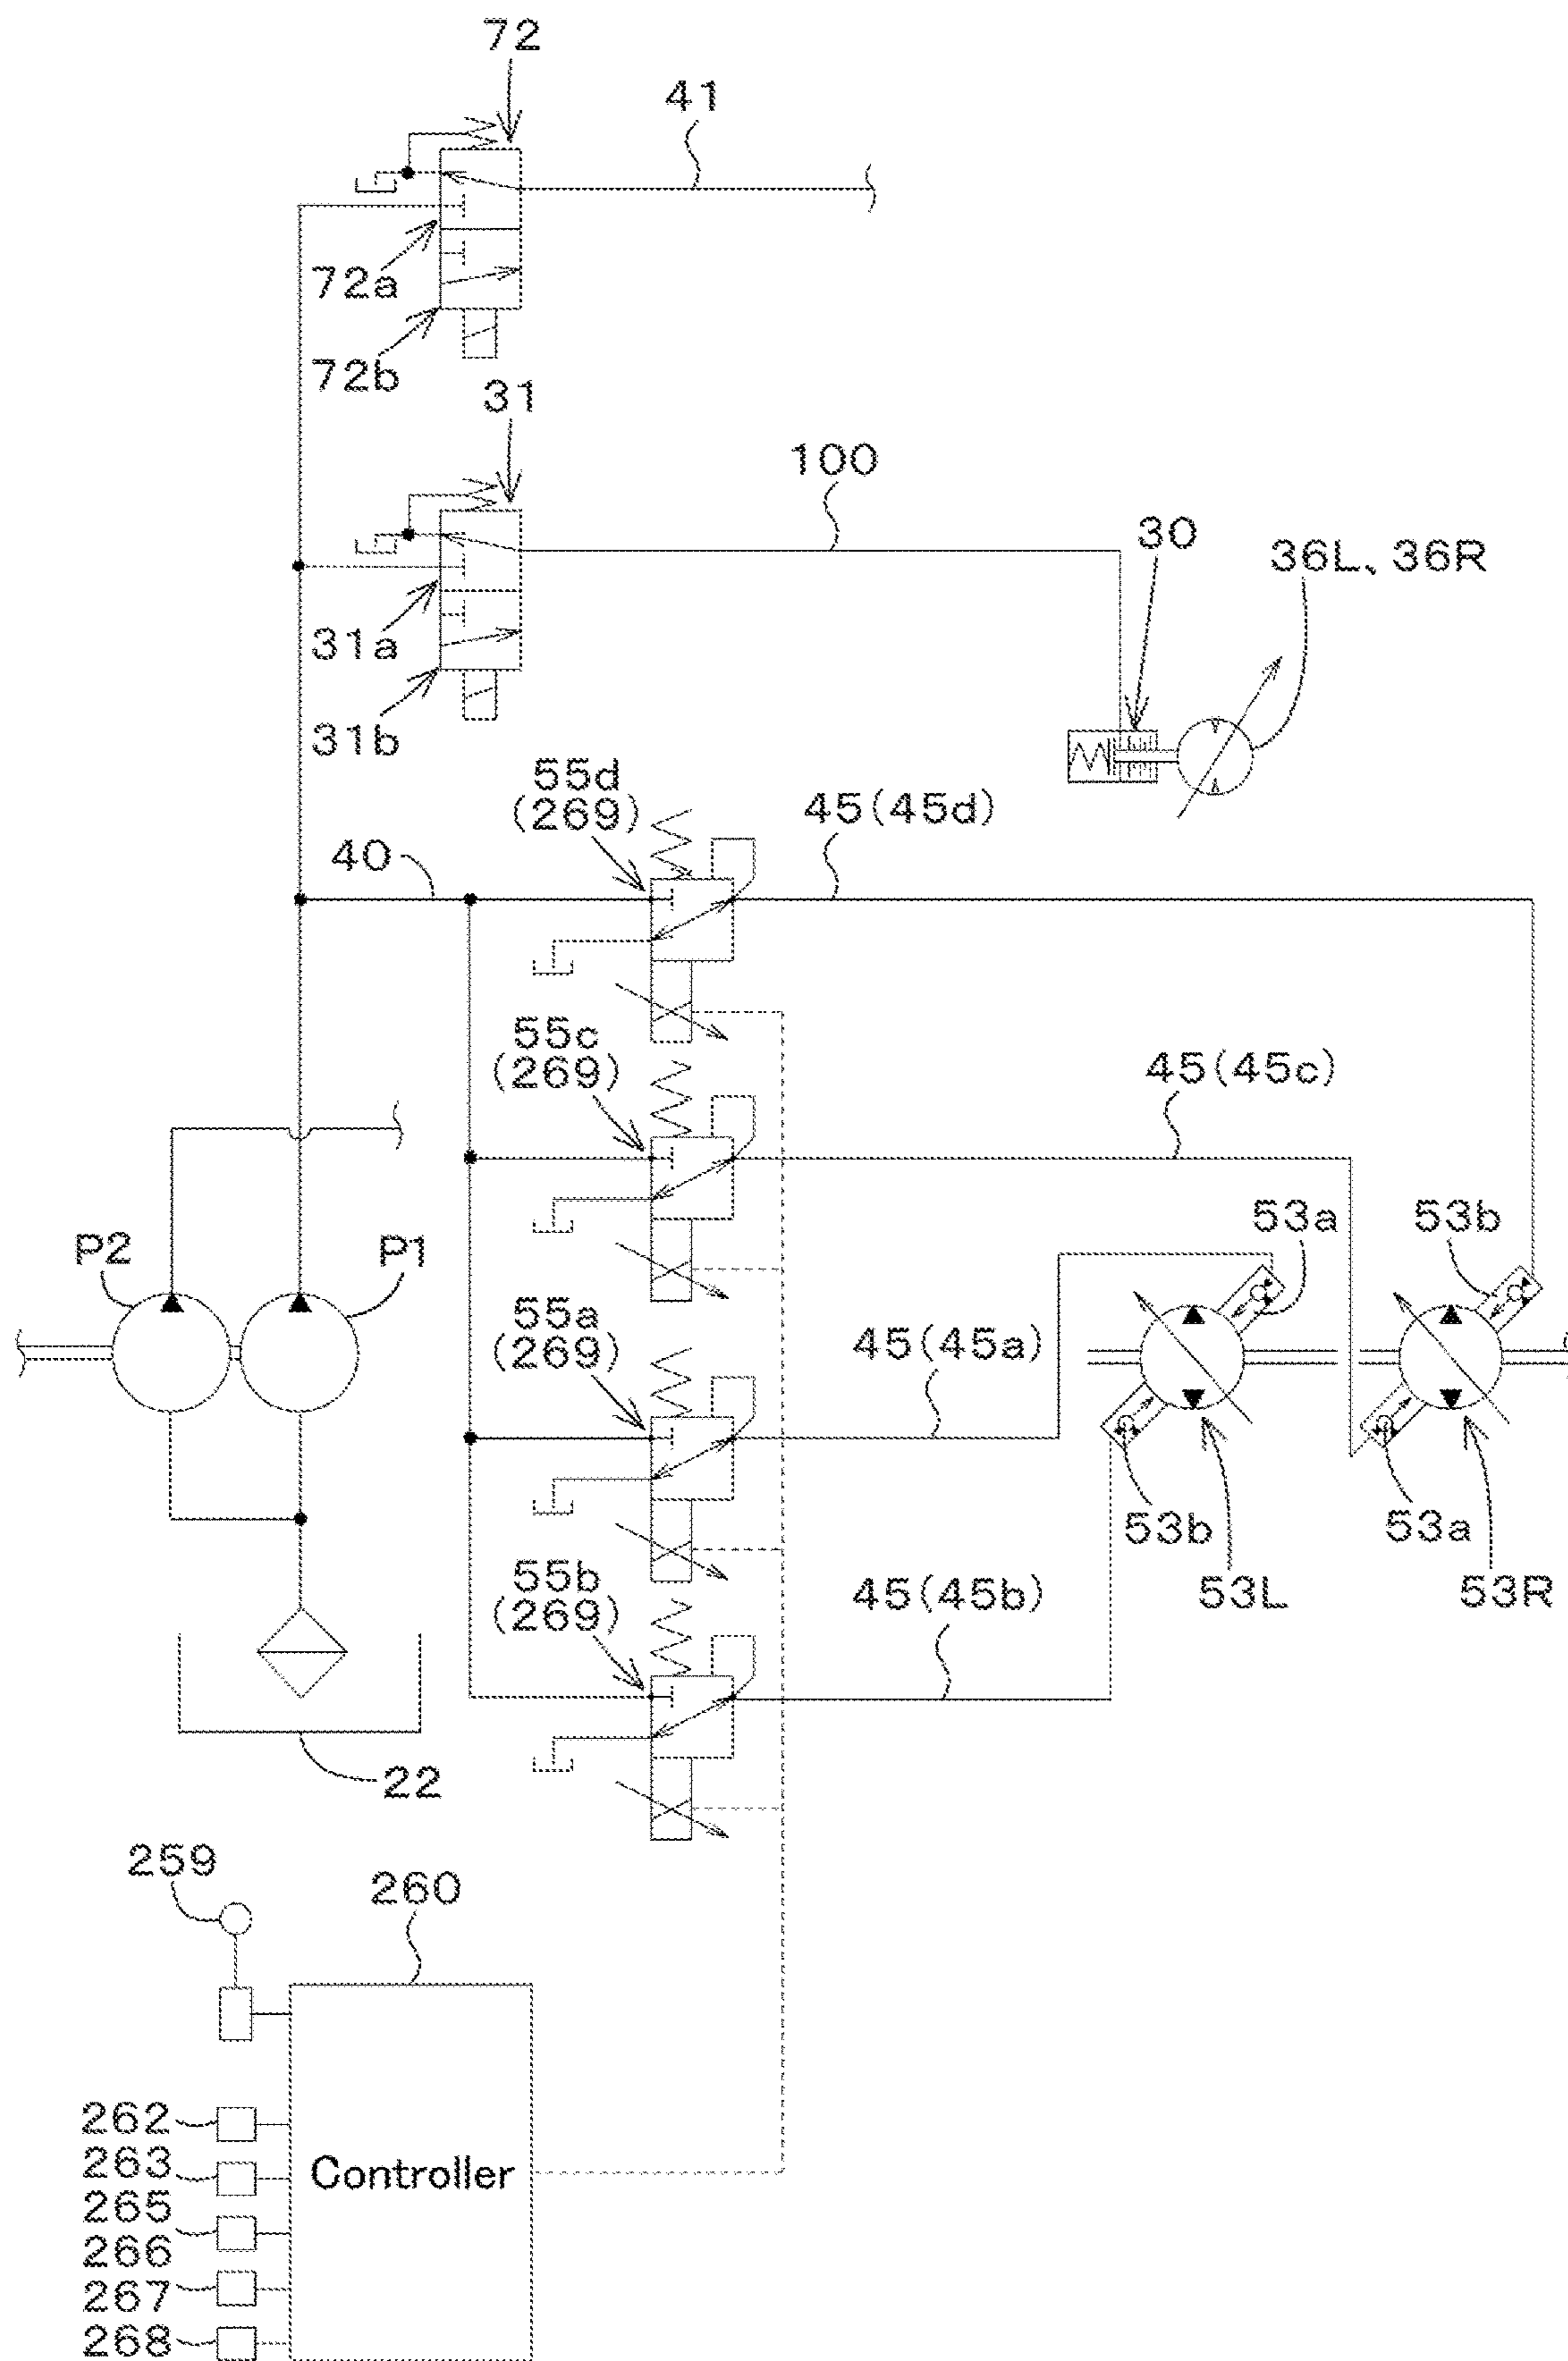 72
41
72a
72b
31
100
30
36L、36R
31a
31b
55d
(269)
45(45d)
40
55c
(269)
45(45c)
53a
53b
P2
P1
55a
(269)
45(45a)
53b
53a
55b
(269)
45(45b)
53L
53R
22
259
260
262
263
Controller
265
266
267
268